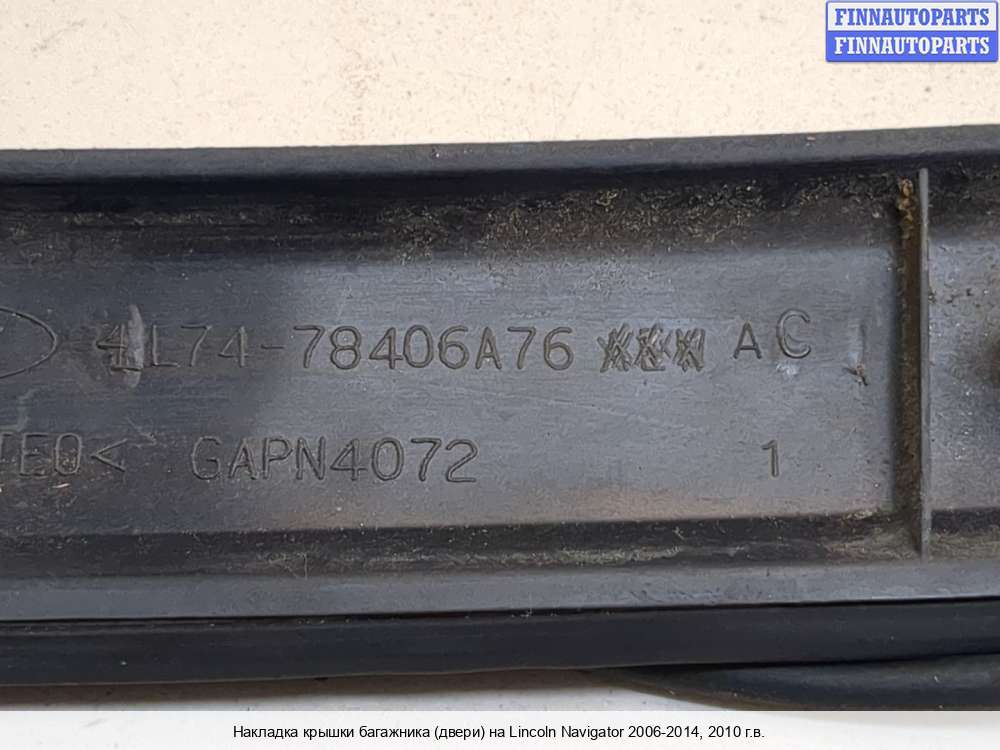 FINNAUTOPARTS
FINNAUTOPARTS
4L74-78406A76 AC
GAPN4072 1
Накладка крышки багажника (двери) на Lincoln Navigator 2006-2014, 2010 г.в.